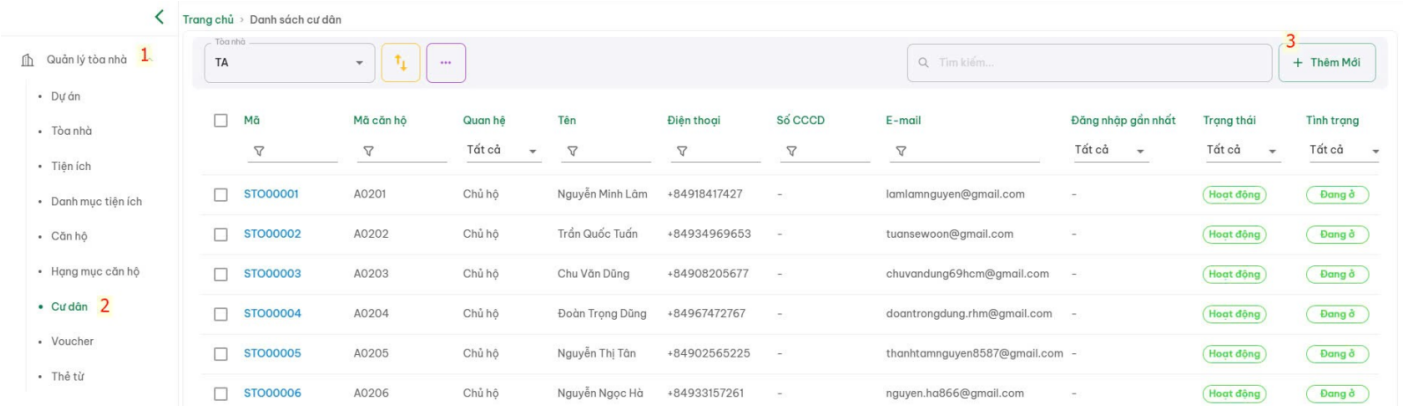 Trang chủ › Danh sách cư dân
Quản lý tòa nhà 1
Dự án
Tòa nhà
Tiện ích
Danh mục tiện ích
Căn hộ
Hạng mục căn hộ
Cư dân 2
Voucher
Thẻ từ
Tòa nhà
TA
Tìm kiếm...
3
+ Thêm Mới
Mã Mã căn hộ Quan hệ Tên Điện thoại Số CCCD E-mail Đăng nhập gần nhất Trạng thái Tình trạng
Tất cả Tất cả Tất cả Tất cả
STO00001 A0201 Chủ hộ Nguyễn Minh Lâm +84918417427 - lamlamnguyen@gmail.com - Hoạt động Đang ở
STO00002 A0202 Chủ hộ Trần Quốc Tuấn +84934969653 - tuansewoon@gmail.com - Hoạt động Đang ở
STO00003 A0203 Chủ hộ Chu Văn Dũng +84908205677 - chuvandung69hcm@gmail.com - Hoạt động Đang ở
STO00004 A0204 Chủ hộ Đoàn Trọng Dũng +84967472767 - doantrongdung.rhm@gmail.com - Hoạt động Đang ở
STO00005 A0205 Chủ hộ Nguyễn Thị Tân +84902565225 - thanhtamnguyen8587@gmail.com - Hoạt động Đang ở
STO00006 A0206 Chủ hộ Nguyễn Ngọc Hà +84933157261 - nguyen.ha866@gmail.com - Hoạt động Đang ở